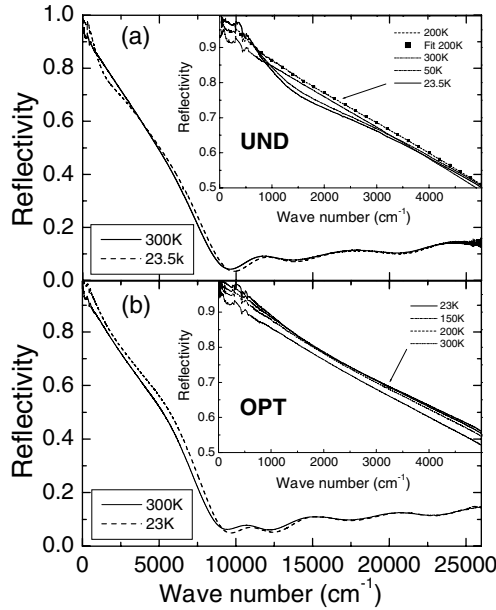 (a)
UND
200K
Fit 200K
300K
50K
23.5K
Reflectivity
0.9
0.8
0.7
0.6
0.5
0 1000 2000 3000 4000
Wave number (cm-1)
Reflectivity
1.0
0.8
0.6
0.4
0.2
0.0
300K
23.5k
(b)
OPT
23K
150K
200K
300K
Reflectivity
0.9
0.8
0.7
0.6
0.5
0 1000 2000 3000 4000
Wave number (cm-1)
Reflectivity
0.8
0.6
0.4
0.2
0.0
300K
23K
0 5000 10000 15000 20000 25000
Wave number (cm-1)